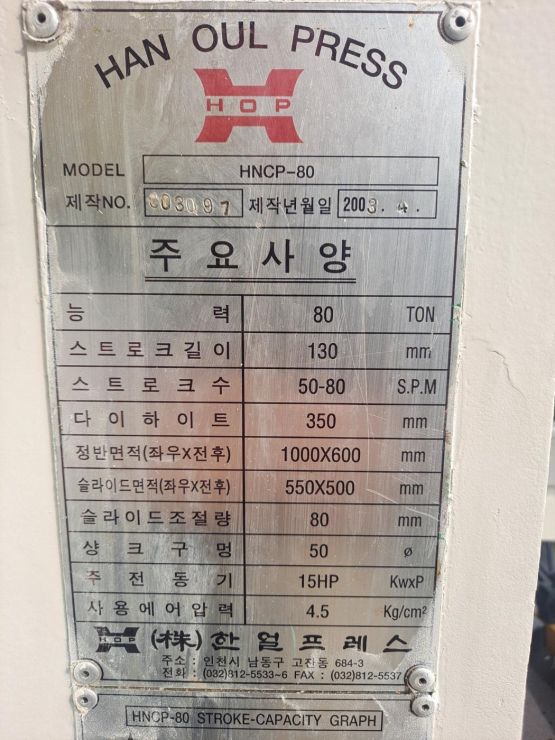 HAN OUL PRESS
HOP
MODEL HNCP-80
제작NO. 803097 제작년월일 2003.4.
주요사양
능력 80 TON
스트로크길이 130 mm
스트로크수 50-80 S.P.M
다이하이트 350 mm
정반면적(좌우X전후) 1000X600 mm
슬라이드면적(좌우X전후) 550X500 mm
슬라이드조절량 80 mm
샹크구멍 50 ø
주전동기 15HP KwxP
사용에어압력 4.5 Kg/cm²
HOP (株)한얼프레스
주소 : 인천시 남동구 고잔동 684-3
전화 : (032)812-5533~6 FAX : (032)812-5537
HNCP-80 STROKE-CAPACITY GRAPH